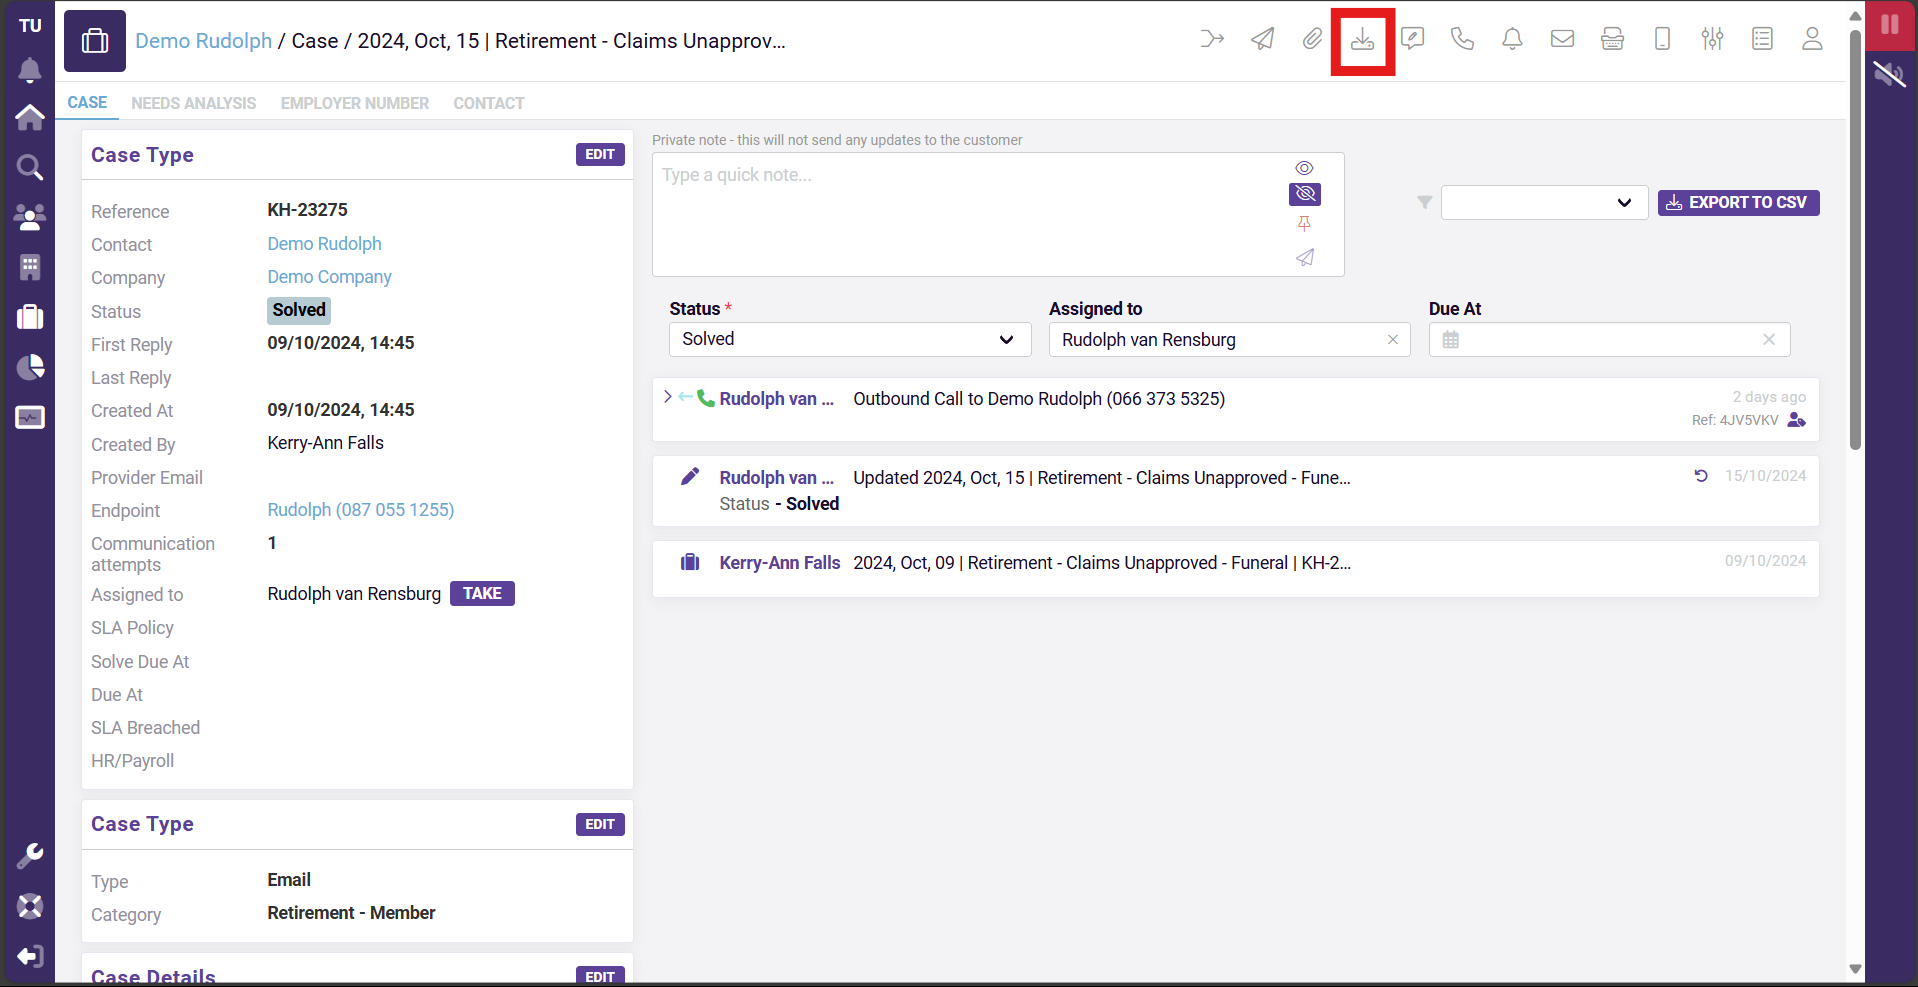 TU
Demo Rudolph / Case / 2024, Oct, 15 | Retirement - Claims Unapprov...
CASE NEEDS ANALYSIS EMPLOYER NUMBER CONTACT
Case Type EDIT
Reference KH-23275
Contact Demo Rudolph
Company Demo Company
Status Solved
First Reply 09/10/2024, 14:45
Last Reply
Created At 09/10/2024, 14:45
Created By Kerry-Ann Falls
Provider Email
Endpoint Rudolph (087 055 1255)
Communication attempts 1
Assigned to Rudolph van Rensburg TAKE
SLA Policy
Solve Due At
Due At
SLA Breached
HR/Payroll
Case Type EDIT
Type Email
Category Retirement - Member
Case Details EDIT
Private note - this will not send any updates to the customer
Type a quick note...
EXPORT TO CSV
Status * Assigned to Due At
Solved Rudolph van Rensburg
Rudolph van ... Outbound Call to Demo Rudolph (066 373 5325) 2 days ago
Ref: 4JV5VKV
Rudolph van ... Updated 2024, Oct, 15 | Retirement - Claims Unapproved - Fune... 15/10/2024
Status - Solved
Kerry-Ann Falls 2024, Oct, 09 | Retirement - Claims Unapproved - Funeral | KH-2... 09/10/2024